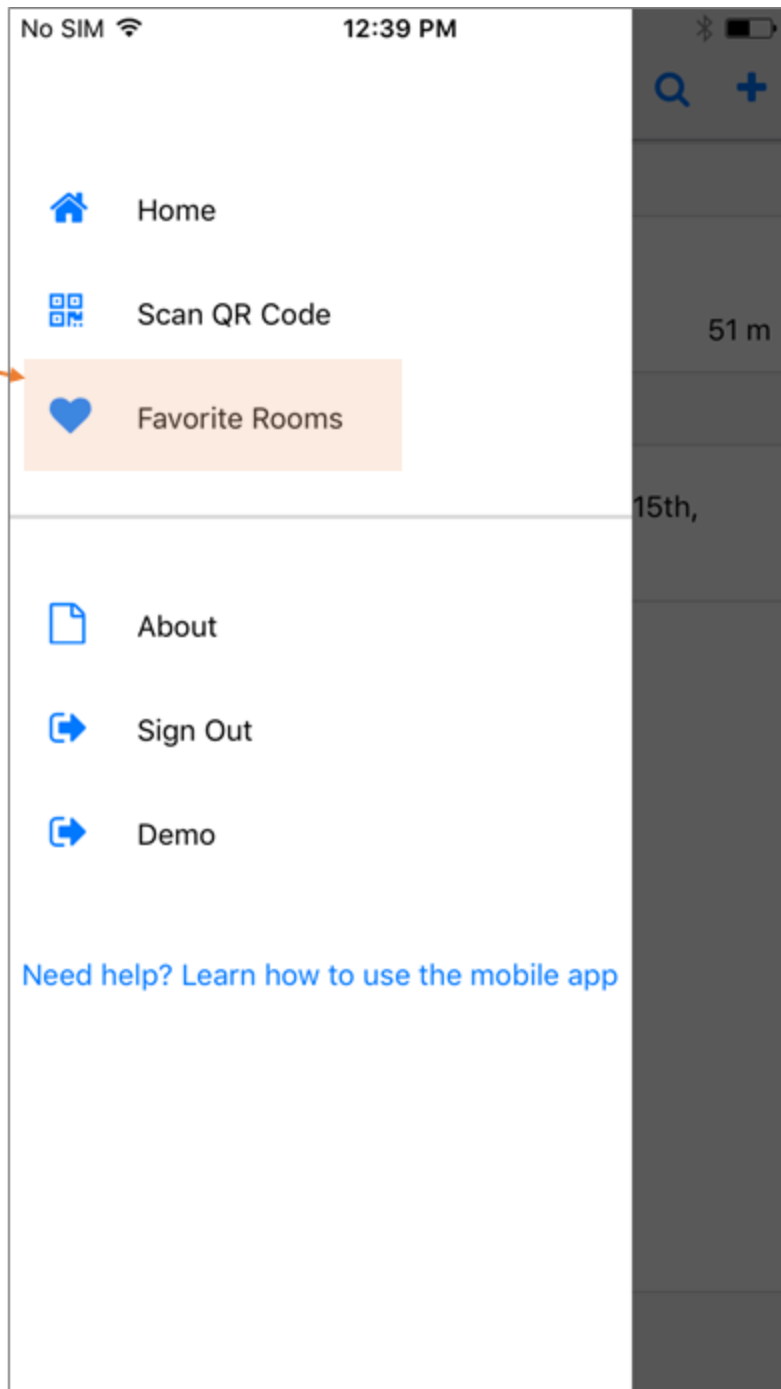 No SIM 12:39 PM
Home
Scan QR Code
51 m
Favorite Rooms
15th,
About
Sign Out
Demo
Need help? Learn how to use the mobile app